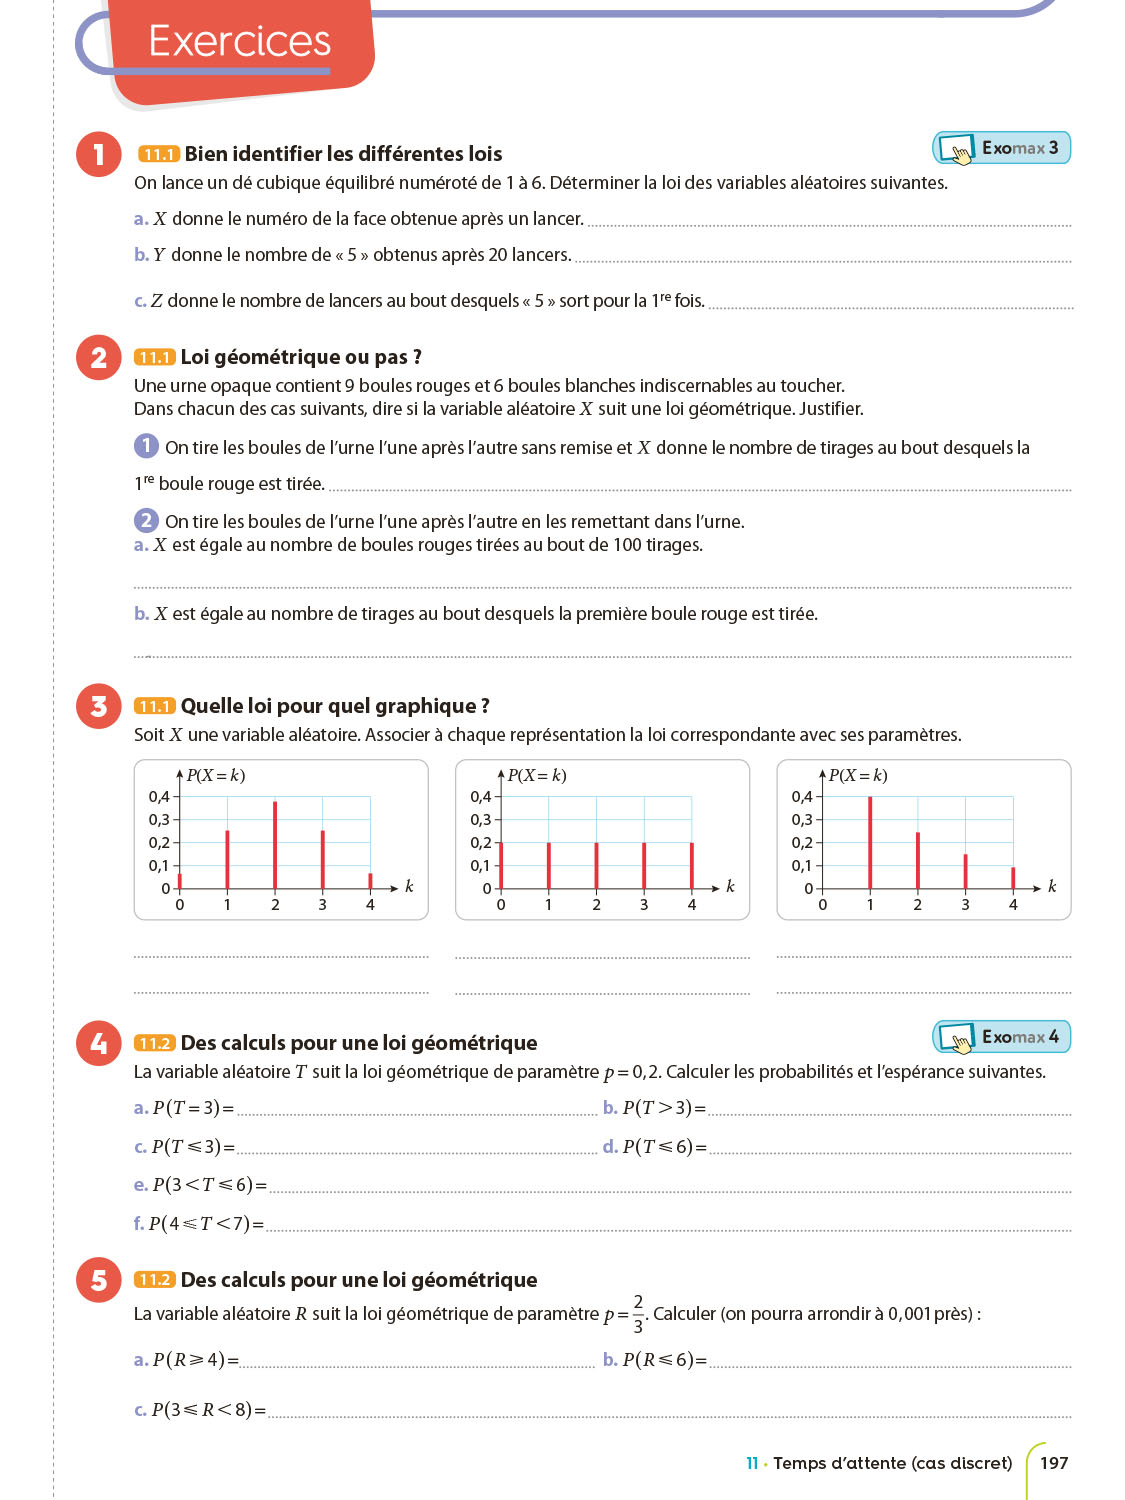 Exercices
1 11.1 Bien identifier les différentes lois Exomax 3
On lance un dé cubique équilibré numéroté de 1 à 6. Déterminer la loi des variables aléatoires suivantes.
a. X donne le numéro de la face obtenue après un lancer.
b. Y donne le nombre de « 5 » obtenus après 20 lancers.
c. Z donne le nombre de lancers au bout desquels « 5 » sort pour la 1re fois.
2 11.1 Loi géométrique ou pas ?
Une urne opaque contient 9 boules rouges et 6 boules blanches indiscernables au toucher.
Dans chacun des cas suivants, dire si la variable aléatoire X suit une loi géométrique. Justifier.
1 On tire les boules de l’urne l’une après l’autre sans remise et X donne le nombre de tirages au bout desquels la
1re boule rouge est tirée.
2 On tire les boules de l’urne l’une après l’autre en les remettant dans l’urne.
a. X est égale au nombre de boules rouges tirées au bout de 100 tirages.
b. X est égale au nombre de tirages au bout desquels la première boule rouge est tirée.
3 11.1 Quelle loi pour quel graphique ?
Soit X une variable aléatoire. Associer à chaque représentation la loi correspondante avec ses paramètres.
P(X = k)
0,4
0,3
0,2
0,1
0 k
0 1 2 3 4
P(X = k)
0,4
0,3
0,2
0,1
0 k
0 1 2 3 4
P(X = k)
0,4
0,3
0,2
0,1
0 k
0 1 2 3 4
4 11.2 Des calculs pour une loi géométrique Exomax 4
La variable aléatoire T suit la loi géométrique de paramètre p = 0,2. Calculer les probabilités et l’espérance suivantes.
a. P(T = 3) = b. P(T > 3) =
c. P(T ⩽ 3) = d. P(T ⩽ 6) =
e. P(3 < T ⩽ 6) =
f. P(4 ⩽ T < 7) =
5 11.2 Des calculs pour une loi géométrique
La variable aléatoire R suit la loi géométrique de paramètre p = 2/3. Calculer (on pourra arrondir à 0,001 près) :
a. P(R ⩾ 4) = b. P(R ⩽ 6) =
c. P(3 ⩽ R < 8) =
11 • Temps d’attente (cas discret) 197